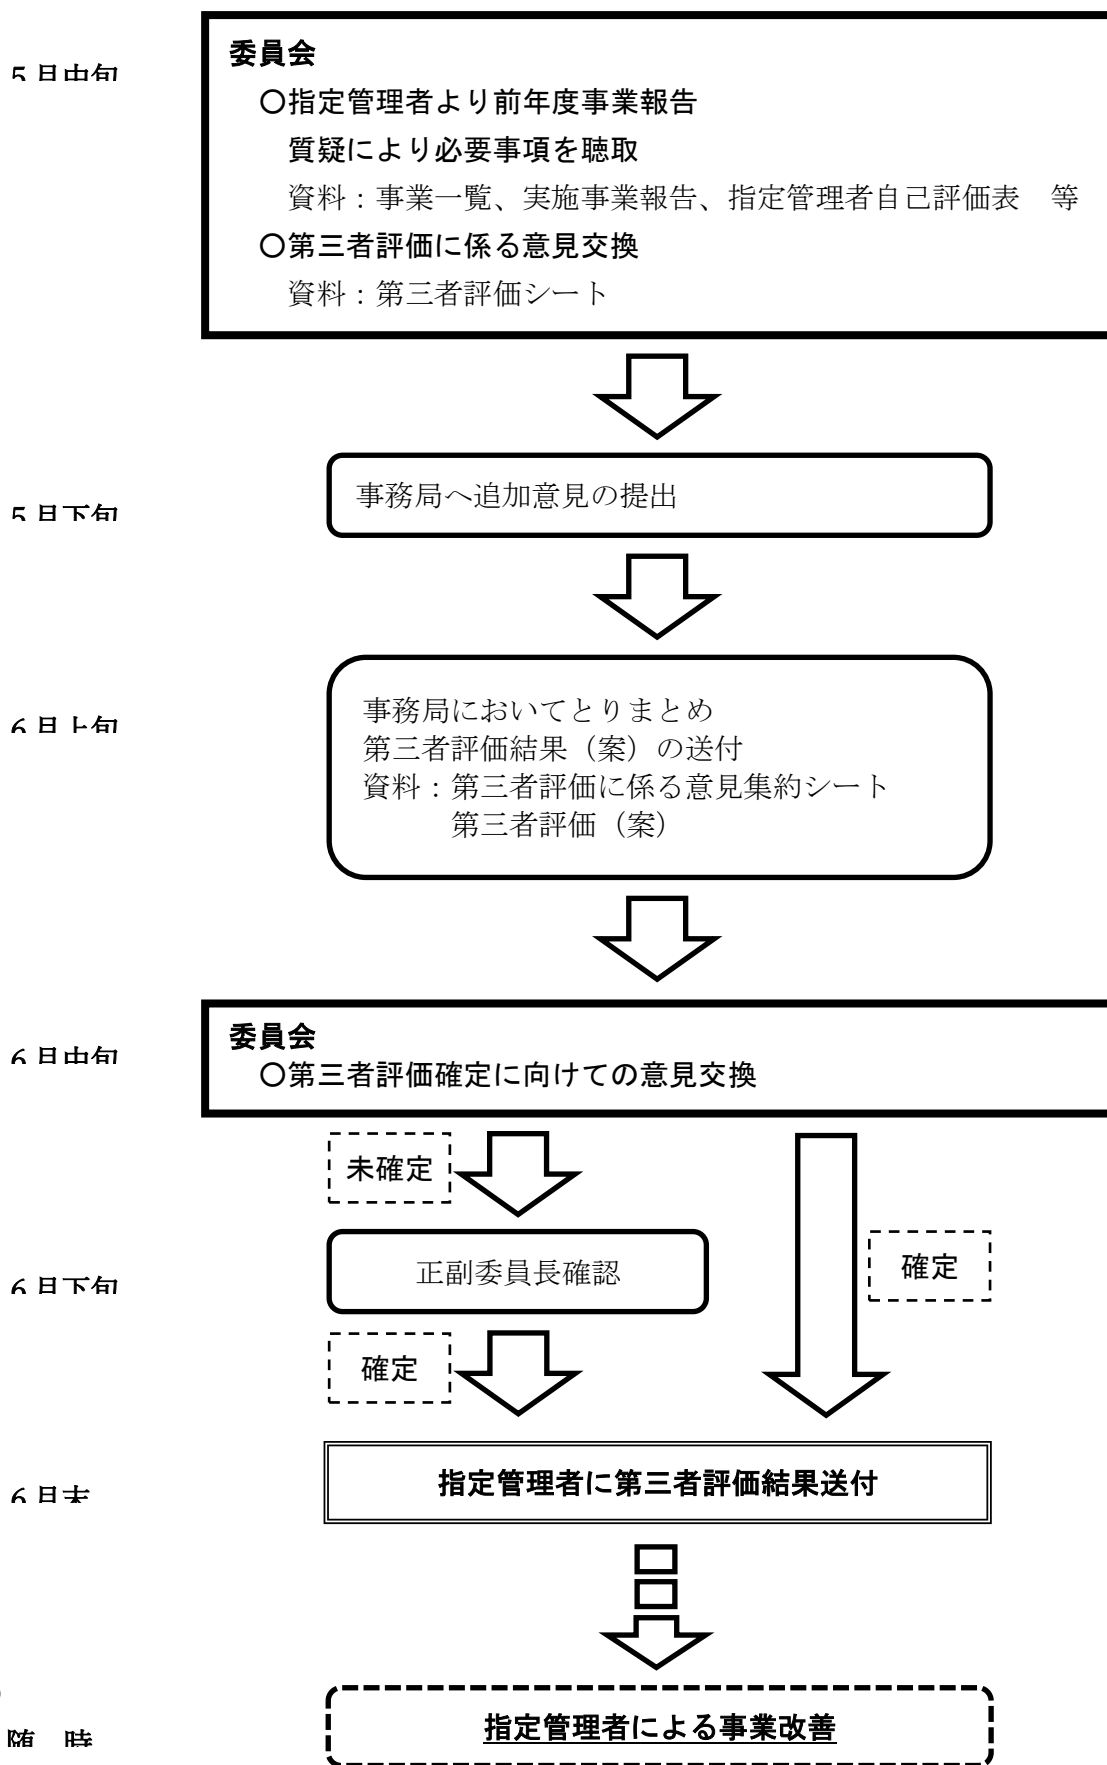 5月中旬
委員会
○指定管理者より前年度事業報告
質疑により必要事項を聴取
資料：事業一覧、実施事業報告、指定管理者自己評価表　等
○第三者評価に係る意見交換
資料：第三者評価シート
5月下旬
事務局へ追加意見の提出
6月上旬
事務局においてとりまとめ
第三者評価結果（案）の送付
資料：第三者評価に係る意見集約シート
第三者評価（案）
6月中旬
委員会
○第三者評価確定に向けての意見交換
未確定
6月下旬
正副委員長確認
確定
確定
6月末
指定管理者に第三者評価結果送付
随　時
指定管理者による事業改善